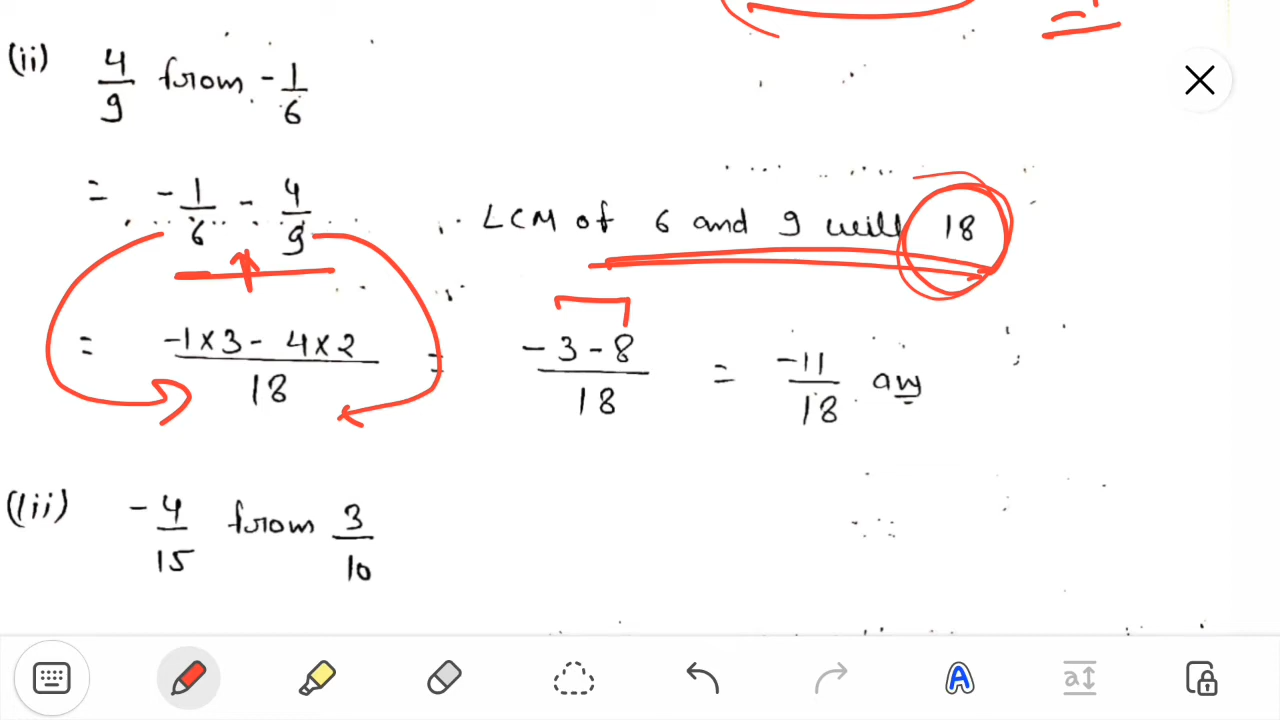 (ii) 4/9 from -1/6
= -1/6 - 4/9 LCM of 6 and 9 will 18
= -1×3 - 4×2/18 = -3-8/18 = -11/18 ans
(iii) -4/15 from 3/10
A
a